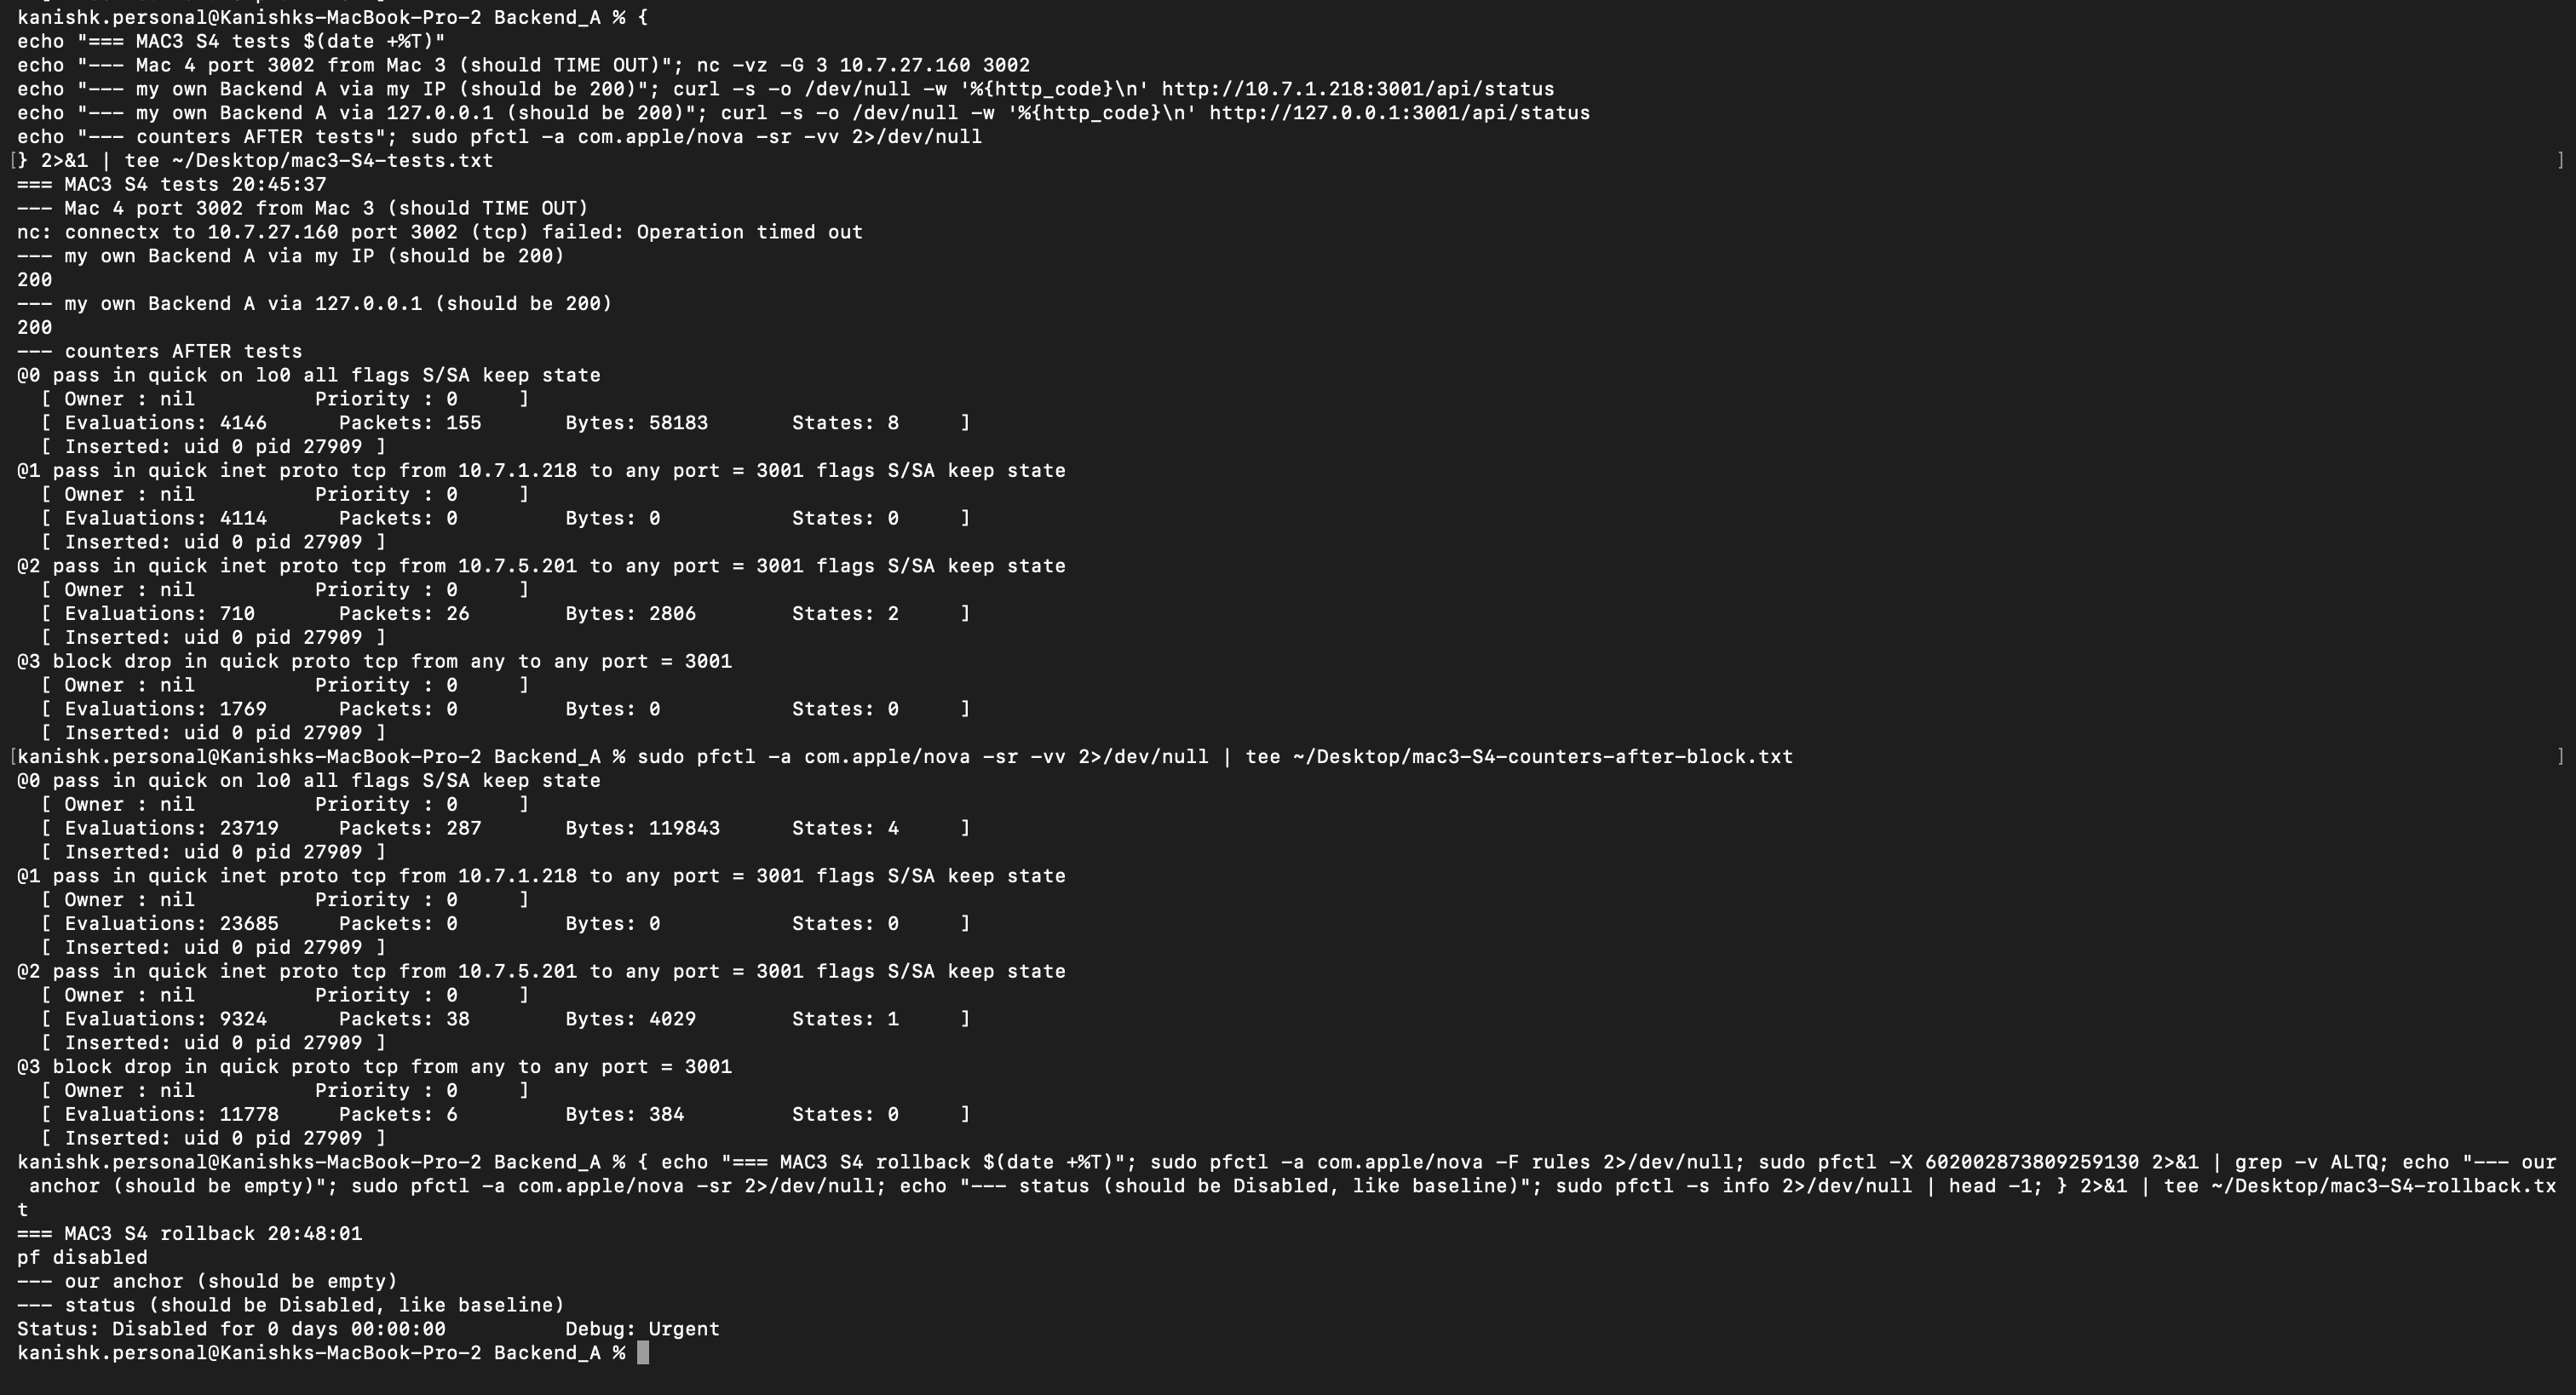 kanishk.personal@Kanishks-MacBook-Pro-2 Backend_A % {
echo "=== MAC3 S4 tests $(date +%T)"
echo "--- Mac 4 port 3002 from Mac 3 (should TIME OUT)"; nc -vz -G 3 10.7.27.160 3002
echo "--- my own Backend A via my IP (should be 200)"; curl -s -o /dev/null -w '%{http_code}\n' http://10.7.1.218:3001/api/status
echo "--- my own Backend A via 127.0.0.1 (should be 200)"; curl -s -o /dev/null -w '%{http_code}\n' http://127.0.0.1:3001/api/status
echo "--- counters AFTER tests"; sudo pfctl -a com.apple/nova -sr -vv 2>/dev/null
[} 2>&1 | tee ~/Desktop/mac3-S4-tests.txt ]
=== MAC3 S4 tests 20:45:37
--- Mac 4 port 3002 from Mac 3 (should TIME OUT)
nc: connectx to 10.7.27.160 port 3002 (tcp) failed: Operation timed out
--- my own Backend A via my IP (should be 200)
200
--- my own Backend A via 127.0.0.1 (should be 200)
200
--- counters AFTER tests
@0 pass in quick on lo0 all flags S/SA keep state
  [ Owner : nil          Priority : 0     ]
  [ Evaluations: 4146      Packets: 155       Bytes: 58183       States: 8     ]
  [ Inserted: uid 0 pid 27909 ]
@1 pass in quick inet proto tcp from 10.7.1.218 to any port = 3001 flags S/SA keep state
  [ Owner : nil          Priority : 0     ]
  [ Evaluations: 4114      Packets: 0         Bytes: 0           States: 0     ]
  [ Inserted: uid 0 pid 27909 ]
@2 pass in quick inet proto tcp from 10.7.5.201 to any port = 3001 flags S/SA keep state
  [ Owner : nil          Priority : 0     ]
  [ Evaluations: 710       Packets: 26        Bytes: 2806        States: 2     ]
  [ Inserted: uid 0 pid 27909 ]
@3 block drop in quick proto tcp from any to any port = 3001
  [ Owner : nil          Priority : 0     ]
  [ Evaluations: 1769      Packets: 0         Bytes: 0           States: 0     ]
  [ Inserted: uid 0 pid 27909 ]
[kanishk.personal@Kanishks-MacBook-Pro-2 Backend_A % sudo pfctl -a com.apple/nova -sr -vv 2>/dev/null | tee ~/Desktop/mac3-S4-counters-after-block.txt ]
@0 pass in quick on lo0 all flags S/SA keep state
  [ Owner : nil          Priority : 0     ]
  [ Evaluations: 23719     Packets: 287       Bytes: 119843      States: 4     ]
  [ Inserted: uid 0 pid 27909 ]
@1 pass in quick inet proto tcp from 10.7.1.218 to any port = 3001 flags S/SA keep state
  [ Owner : nil          Priority : 0     ]
  [ Evaluations: 23685     Packets: 0         Bytes: 0           States: 0     ]
  [ Inserted: uid 0 pid 27909 ]
@2 pass in quick inet proto tcp from 10.7.5.201 to any port = 3001 flags S/SA keep state
  [ Owner : nil          Priority : 0     ]
  [ Evaluations: 9324      Packets: 38        Bytes: 4029        States: 1     ]
  [ Inserted: uid 0 pid 27909 ]
@3 block drop in quick proto tcp from any to any port = 3001
  [ Owner : nil          Priority : 0     ]
  [ Evaluations: 11778     Packets: 6         Bytes: 384         States: 0     ]
  [ Inserted: uid 0 pid 27909 ]
kanishk.personal@Kanishks-MacBook-Pro-2 Backend_A % { echo "=== MAC3 S4 rollback $(date +%T)"; sudo pfctl -a com.apple/nova -F rules 2>/dev/null; sudo pfctl -X 602002873809259130 2>&1 | grep -v ALTQ; echo "--- our
 anchor (should be empty)"; sudo pfctl -a com.apple/nova -sr 2>/dev/null; echo "--- status (should be Disabled, like baseline)"; sudo pfctl -s info 2>/dev/null | head -1; } 2>&1 | tee ~/Desktop/mac3-S4-rollback.tx
t
=== MAC3 S4 rollback 20:48:01
pf disabled
--- our anchor (should be empty)
--- status (should be Disabled, like baseline)
Status: Disabled for 0 days 00:00:00          Debug: Urgent
kanishk.personal@Kanishks-MacBook-Pro-2 Backend_A %